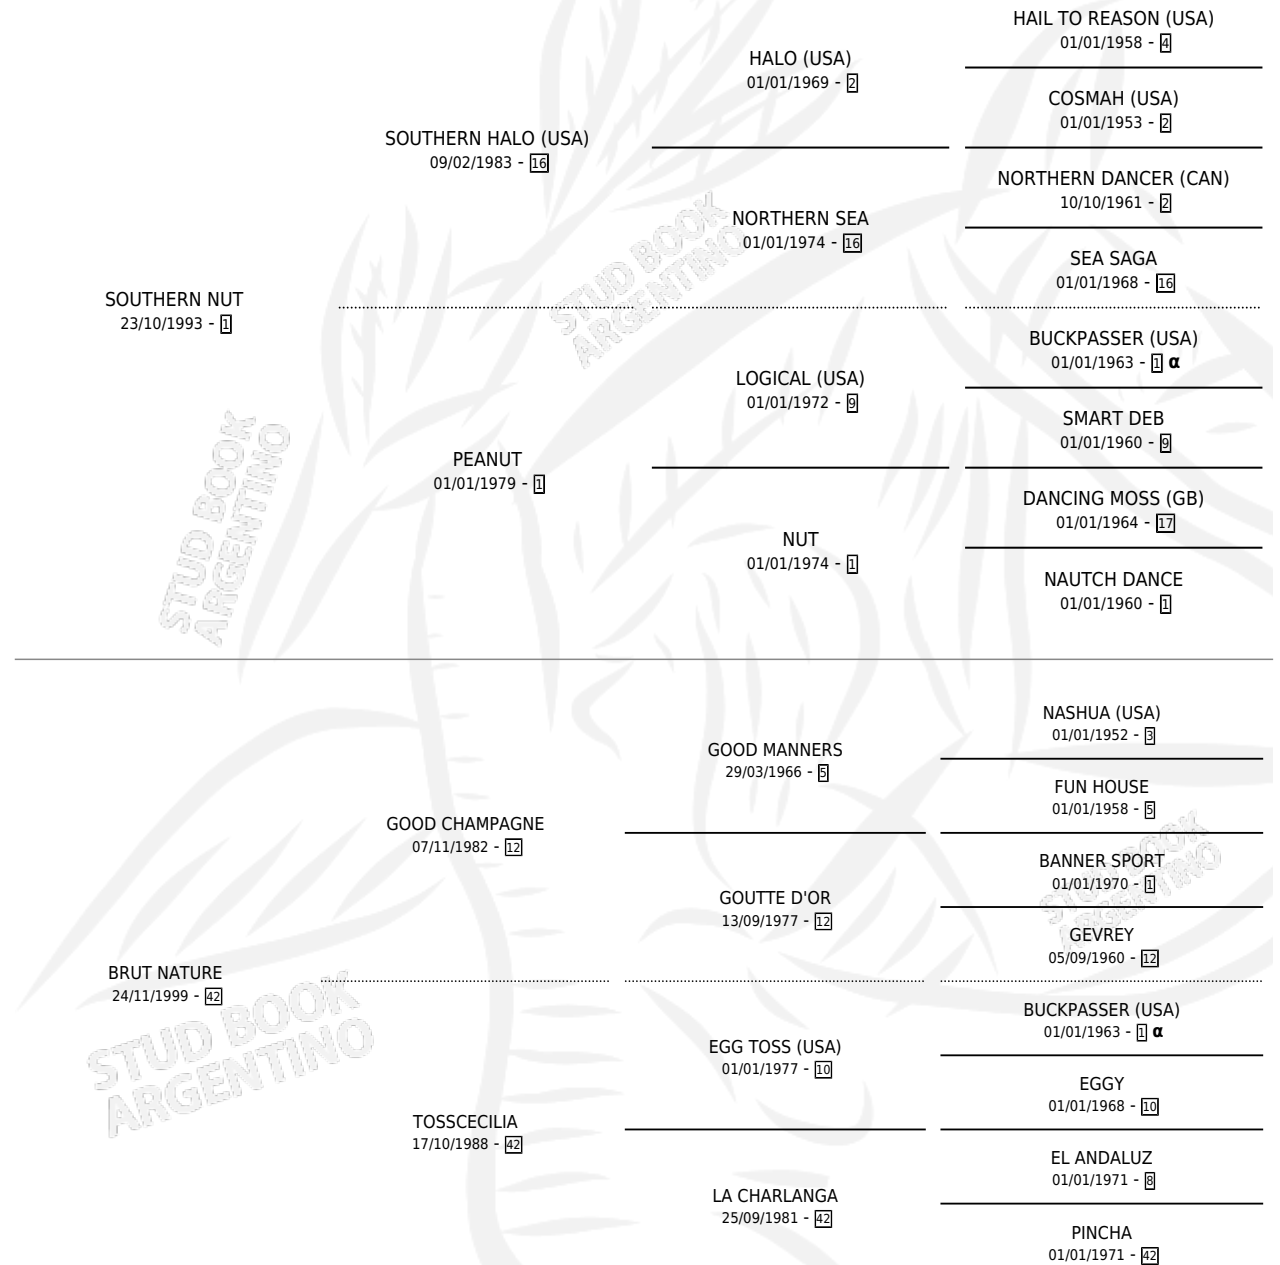 HAIL TO REASON (USA)
01/01/1958 - 4
HALO (USA)
01/01/1969 - 2
COSMAH (USA)
01/01/1953 - 2
SOUTHERN HALO (USA)
09/02/1983 - 16
NORTHERN DANCER (CAN)
10/10/1961 - 2
NORTHERN SEA
01/01/1974 - 16
SEA SAGA
01/01/1968 - 16
SOUTHERN NUT
23/10/1993 - 1
BUCKPASSER (USA)
01/01/1963 - 1 α
LOGICAL (USA)
01/01/1972 - 9
SMART DEB
01/01/1960 - 9
PEANUT
01/01/1979 - 1
DANCING MOSS (GB)
01/01/1964 - 17
NUT
01/01/1974 - 1
NAUTCH DANCE
01/01/1960 - 1
NASHUA (USA)
01/01/1952 - 3
GOOD MANNERS
29/03/1966 - 5
FUN HOUSE
01/01/1958 - 5
GOOD CHAMPAGNE
07/11/1982 - 12
BANNER SPORT
01/01/1970 - 1
GOUTTE D'OR
13/09/1977 - 12
GEVREY
05/09/1960 - 12
BRUT NATURE
24/11/1999 - 42
BUCKPASSER (USA)
01/01/1963 - 1 α
EGG TOSS (USA)
01/01/1977 - 10
EGGY
01/01/1968 - 10
TOSSCECILIA
17/10/1988 - 42
EL ANDALUZ
01/01/1971 - 8
LA CHARLANGA
25/09/1981 - 42
PINCHA
01/01/1971 - 42
STUD BOOK
ARGENTINO
STUD BOOK
ARGENTINO
STUD BOOK
ARGENTINO
STUD BOOK
ARGENTINO